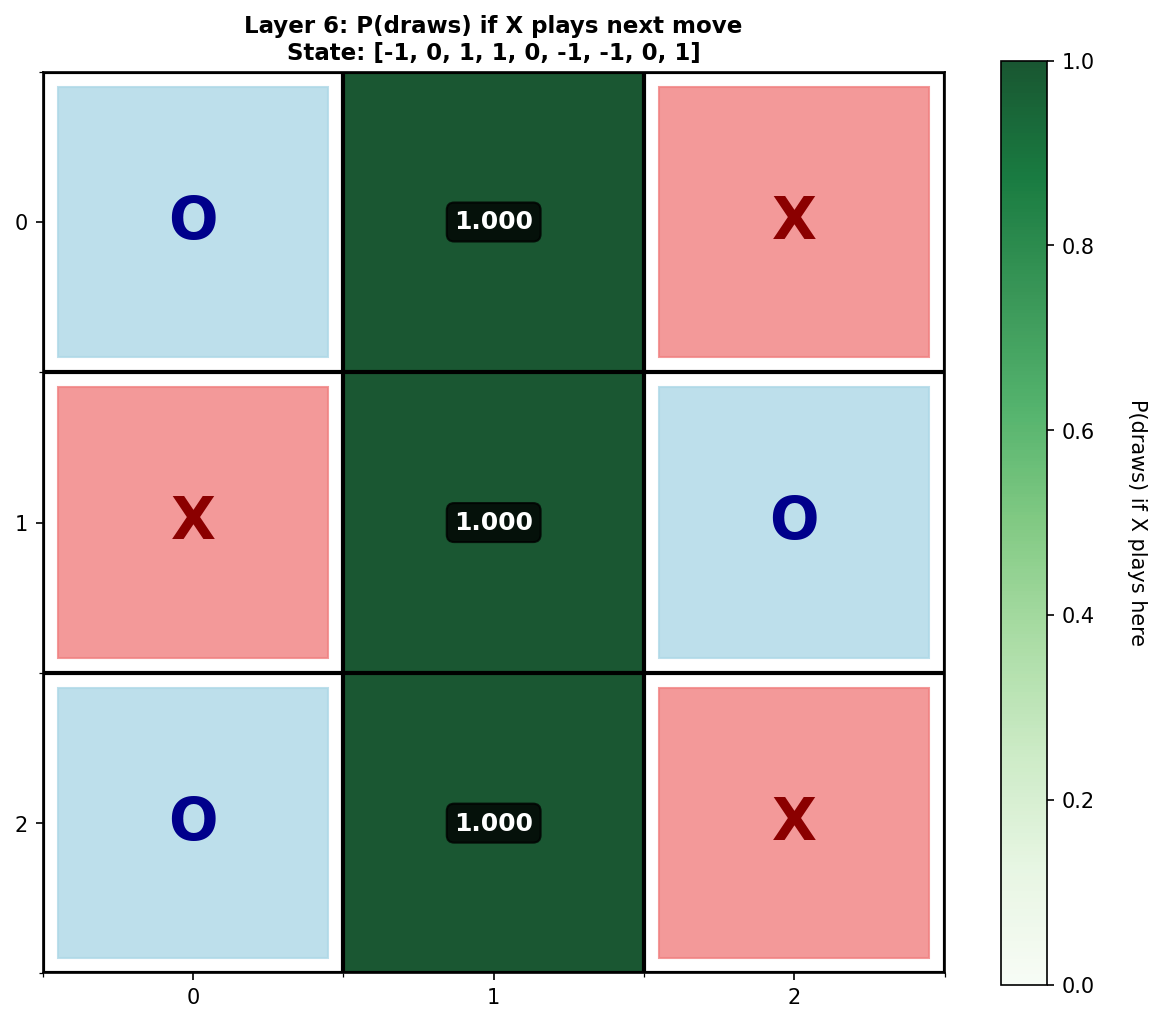 Layer 6: P(draws) if X plays next move
State: [-1, 0, 1, 1, 0, -1, -1, 0, 1]
0
O
1.000
X
1
X
1.000
O
2
O
1.000
X
0
1
2
1.0
0.8
0.6
0.4
0.2
0.0
P(draws) if X plays here